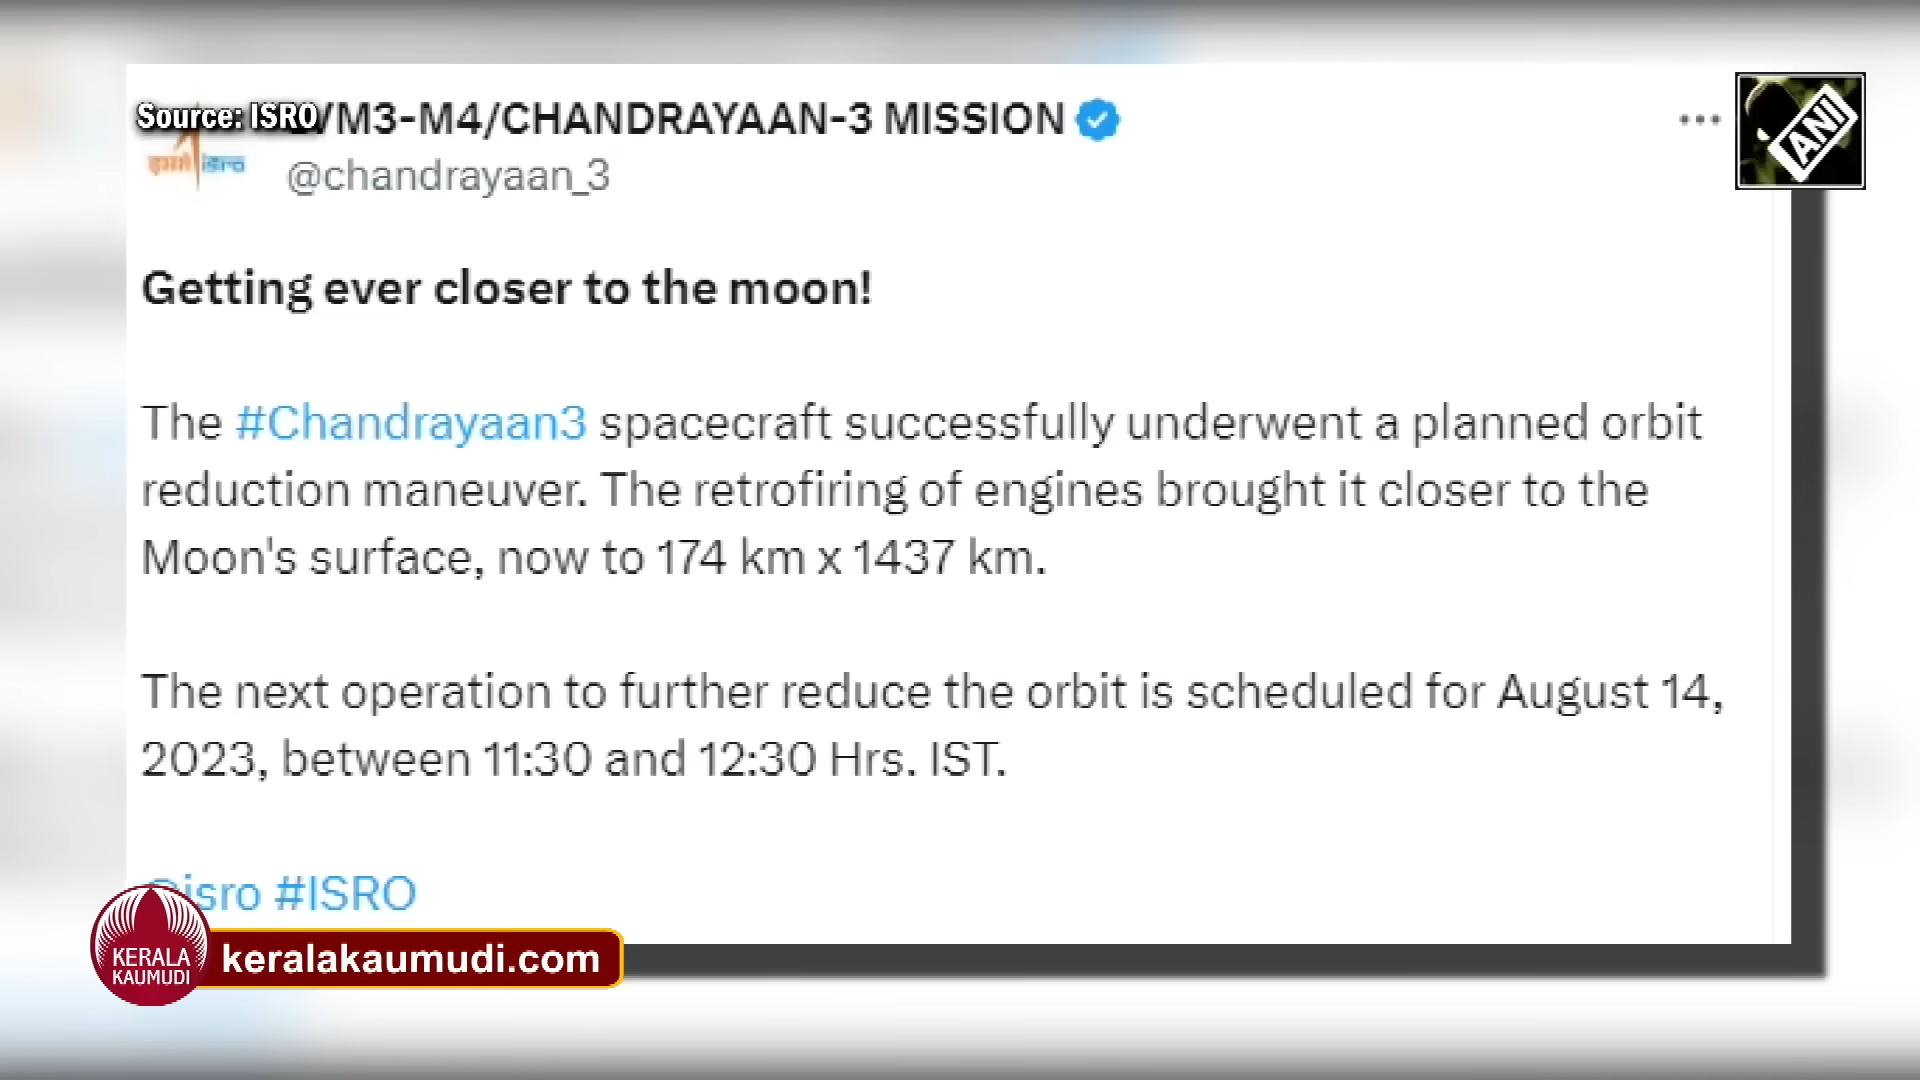 Source: ISRO
VM3-M4/CHANDRAYAAN-3 MISSION
इसरो isro
@chandrayaan_3
ANI
Getting ever closer to the moon!
The #Chandrayaan3 spacecraft successfully underwent a planned orbit
reduction maneuver. The retrofiring of engines brought it closer to the
Moon's surface, now to 174 km x 1437 km.
The next operation to further reduce the orbit is scheduled for August 14,
2023, between 11:30 and 12:30 Hrs. IST.
@isro #ISRO
KERALA
KAUMUDI
keralakaumudi.com